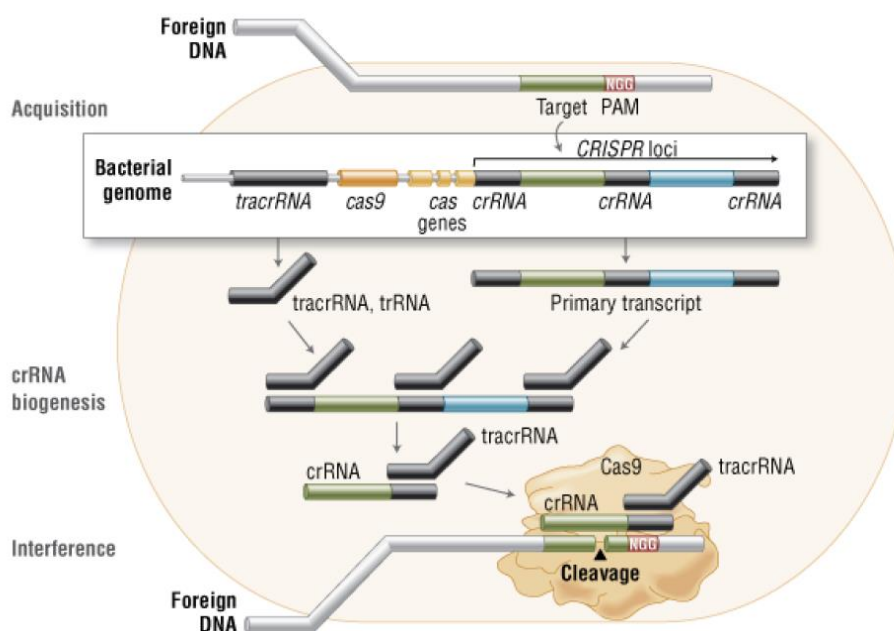 Foreign
DNA
NGG
Acquisition
Target PAM
CRISPR loci
Bacterial
genome
tracrRNA cas9 cas
genes
crRNA crRNA crRNA
tracrRNA, trRNA
Primary transcript
crRNA
biogenesis
tracrRNA
crRNA
Cas9
tracrRNA
crRNA
Interference
NGG
Cleavage
Foreign
DNA